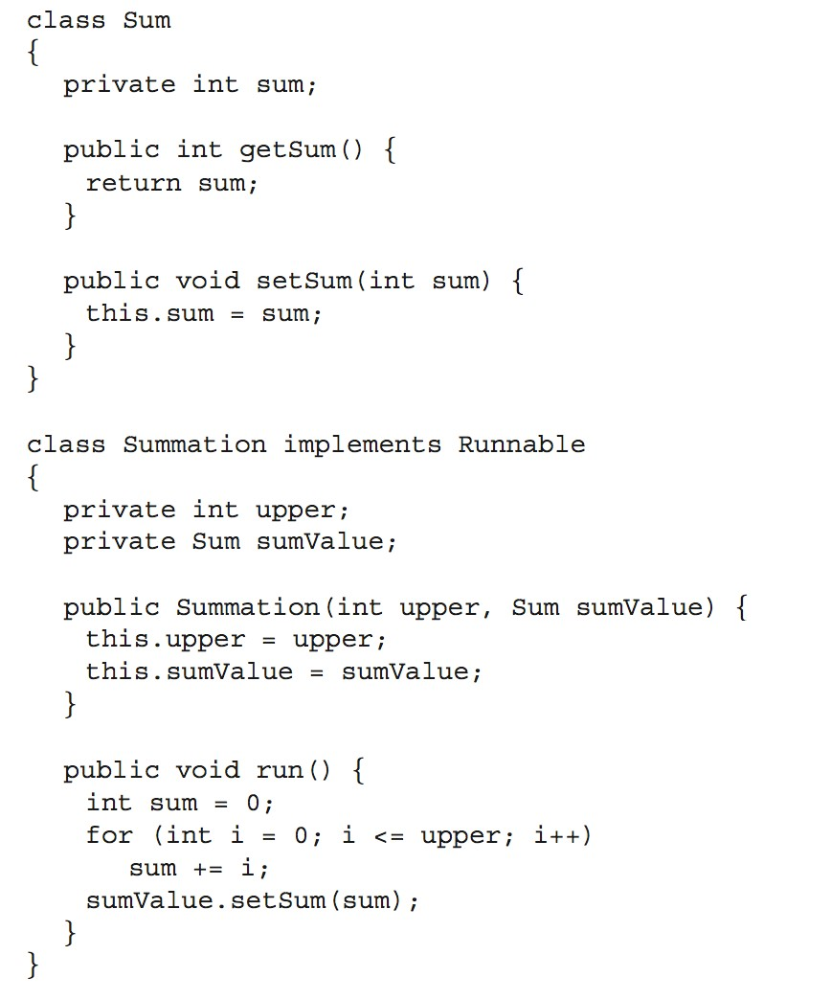 class Sum
{
private int sum;
public int getSum() {
return sum;
}
public void setSum(int sum) {
this.sum = sum;
}
}
class Summation implements Runnable
{
private int upper;
private Sum sumValue;
public Summation(int upper, Sum sumValue) {
this.upper = upper;
this.sumValue = sumValue;
}
public void run() {
int sum = 0;
for (int i = 0; i <= upper; i++)
sum += i;
sumValue.setSum(sum);
}
}